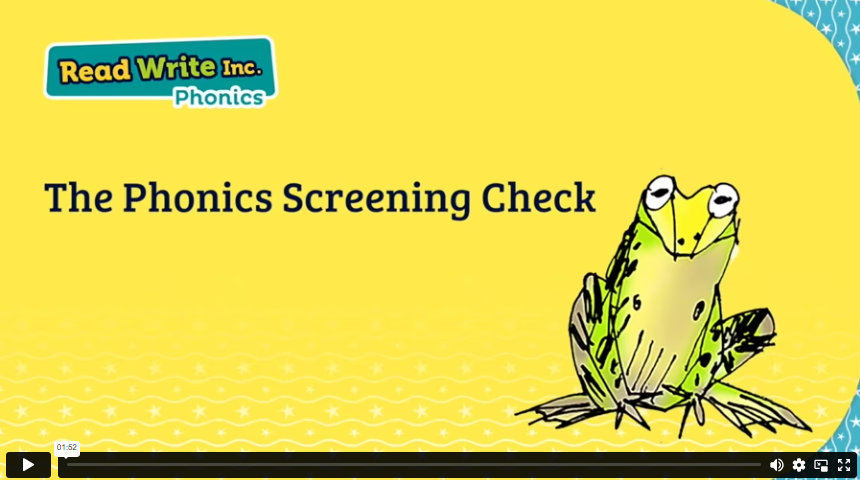 Read Write Inc.
Phonics
The Phonics Screening Check
01:52